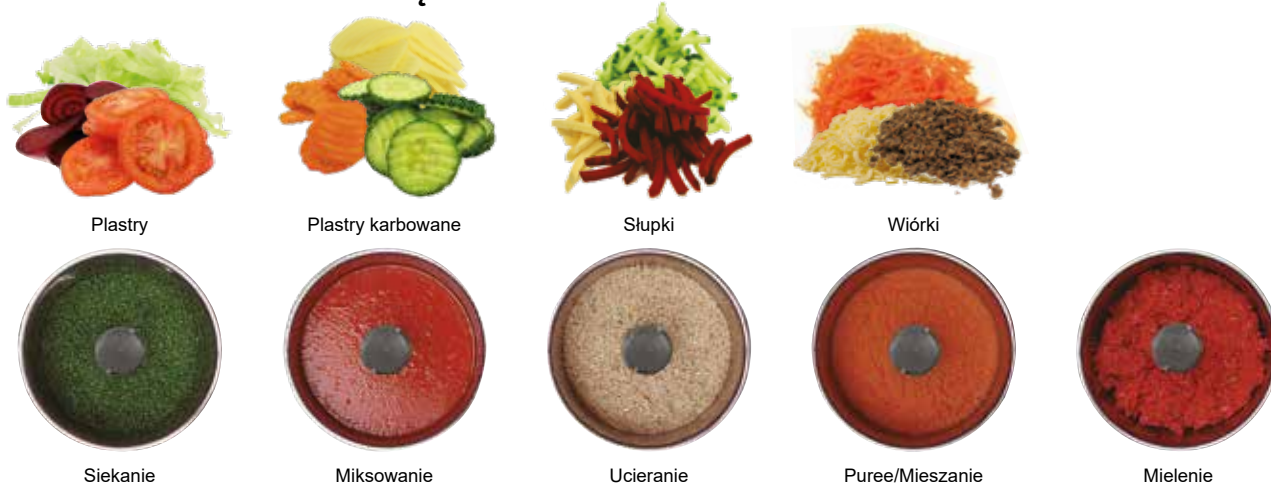 Plastry
Plastry karbowane
Słupki
Wiórki
Siekanie
Miksowanie
Ucieranie
Puree/Mieszanie
Mielenie